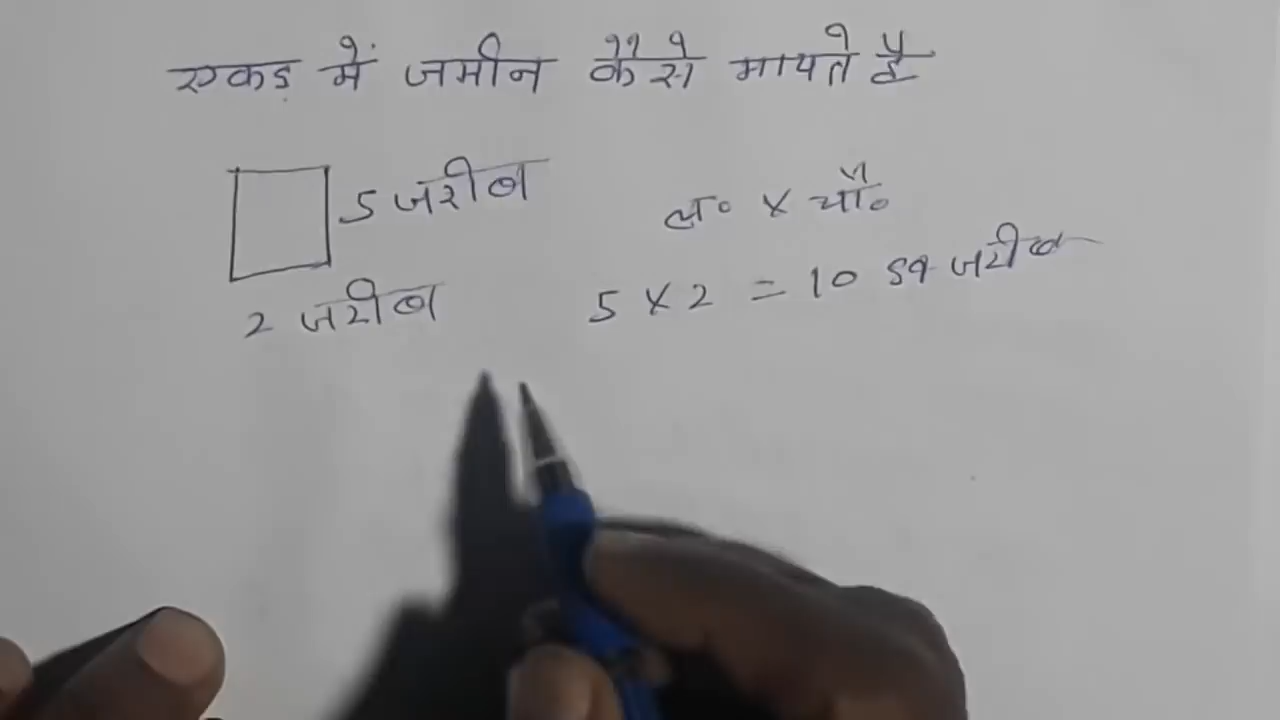 एकड़ में जमीन कैसे मापते है
5 जरीब
2 जरीब
ल० x चौ०
5 x 2 = 10 sq जरीब